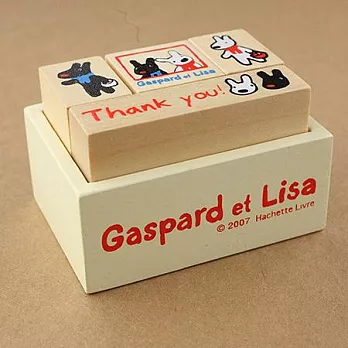 Gaspard et Lisa
Thank you!
Gaspard et Lisa
© 2007 Hachette Livre